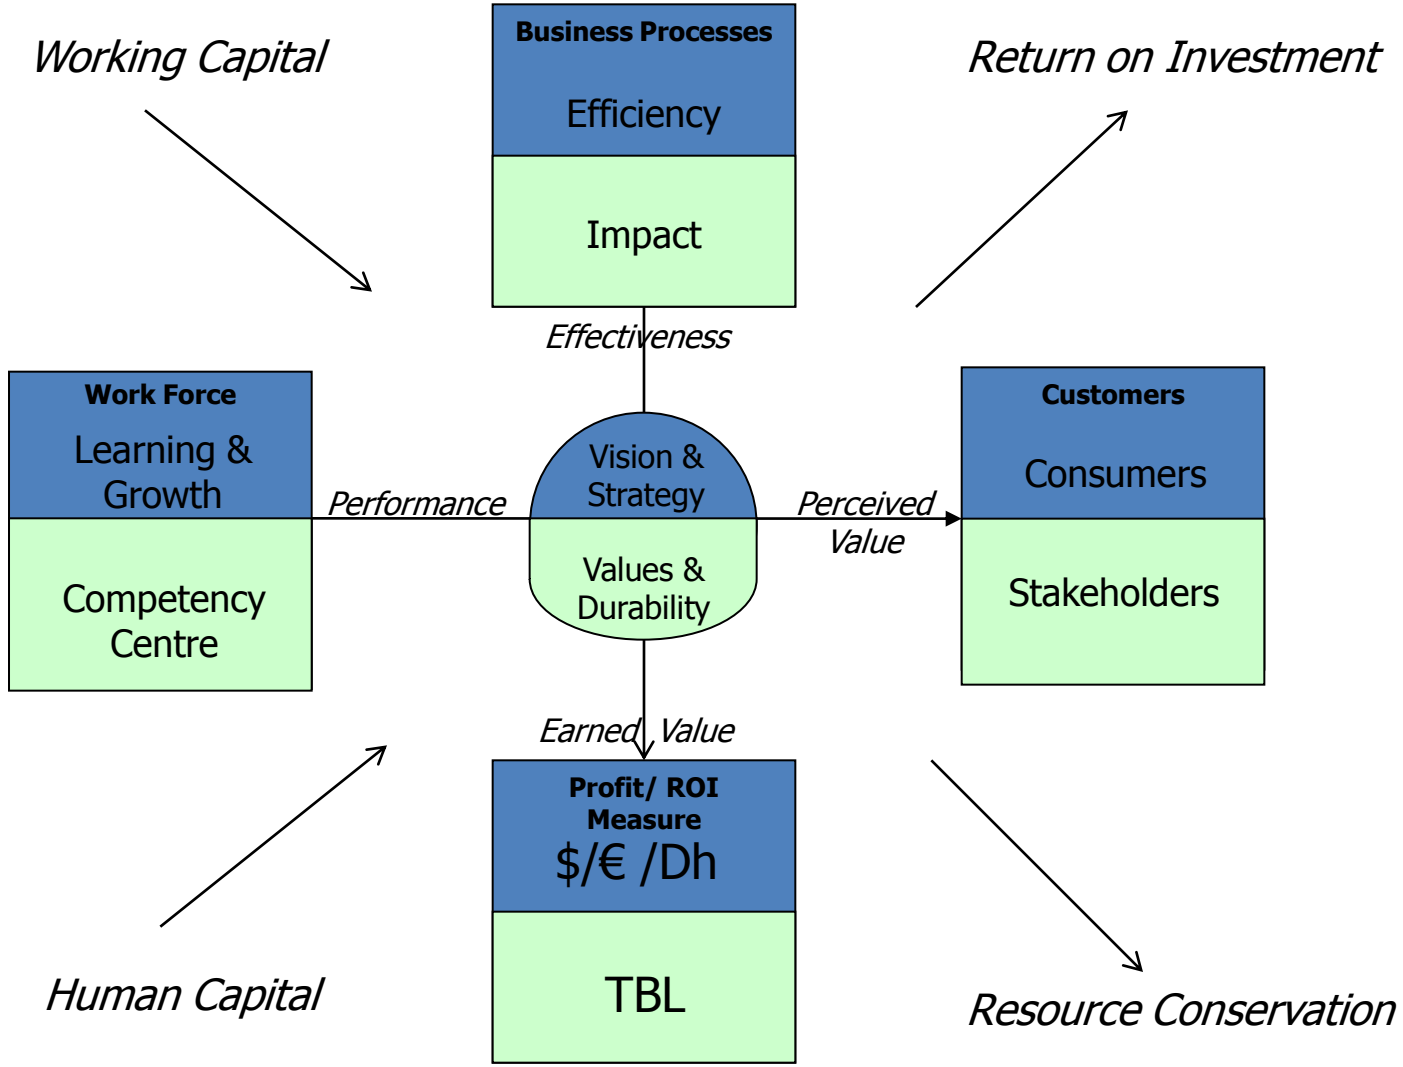 Business Processes
Working Capital
Return on Investment
Efficiency
Impact
Effectiveness
Work Force
Learning &
Growth
Competency
Centre
Performance
Vision &
Strategy
Values &
Durability
Perceived
Value
Customers
Consumers
Stakeholders
Earned Value
Profit/ ROI
Measure
$/€ /Dh
TBL
Human Capital
Resource Conservation